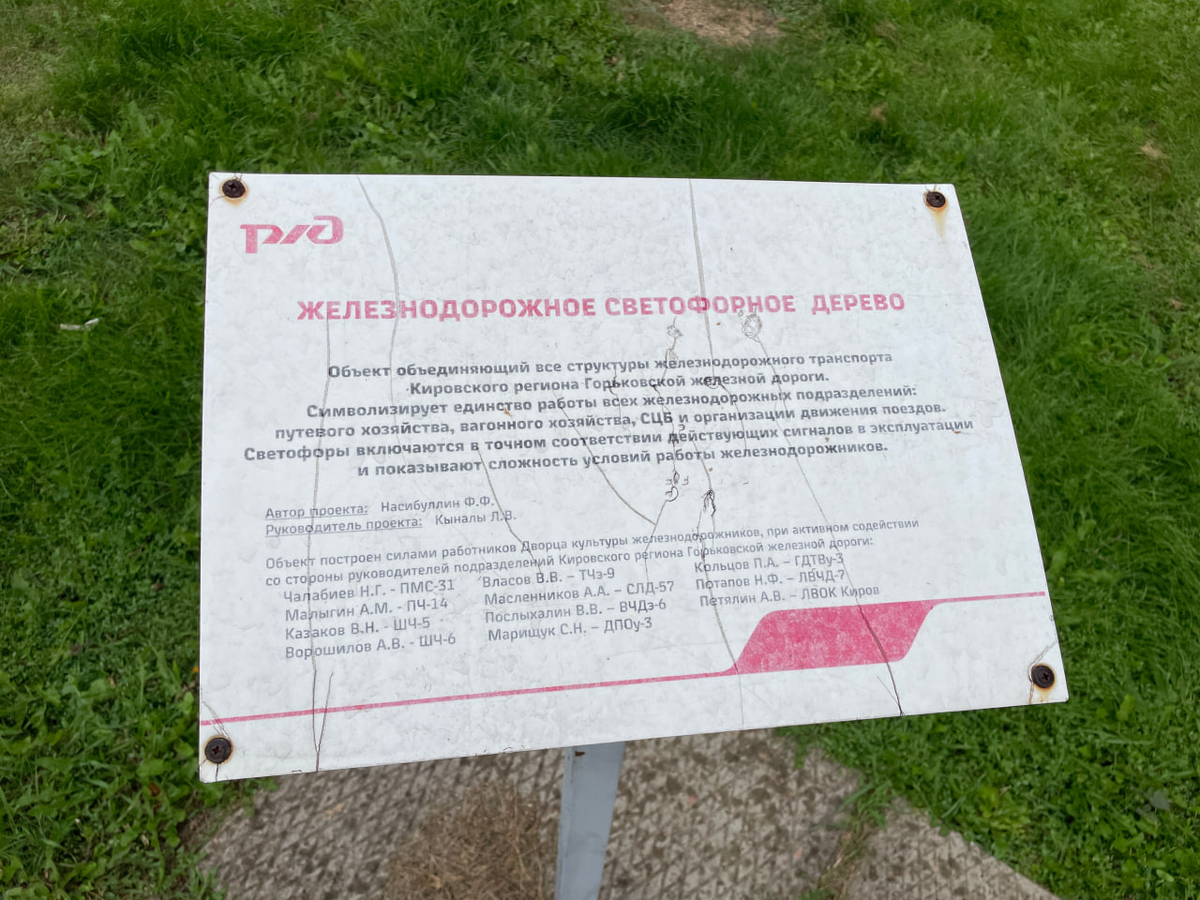 РЖД
ЖЕЛЕЗНОДОРОЖНОЕ СВЕТОФОРНОЕ ДЕРЕВО
Объект объединяющий все структуры железнодорожного транспорта
Кировского региона Горьковской железной дороги.
Символизирует единство работы всех железнодорожных подразделений:
путевого хозяйства, вагонного хозяйства, СЦБ и организации движения поездов.
Светофоры включаются в точном соответствии действующих сигналов в эксплуатации
и показывают сложность условий работы железнодорожников.
Автор проекта: Насибуллин Ф.Ф.
Руководитель проекта: Кыналы Л.В.
Объект построен силами работников Дворца культуры железнодорожников, при активном содействии
со стороны руководителей подразделений Кировского региона Горьковской железной дороги:
Чалабиев Н.Г. - ПМС-31 Власов В.В. – ТЧэ-9 Кольцов П.А. – ГДТВу-3
Малыгин А.М. - ПЧ-14 Масленников А.А. – СЛД-57 Потапов Н.Ф. – ЛВЧД-7
Казаков В.Н. - ШЧ-5 Послыхалин В.В. – ВЧДэ-6 Петялин А.В. – ЛВОК Киров
Ворошилов А.В. - ШЧ-6 Марищук С.Н. – ДПОу-3